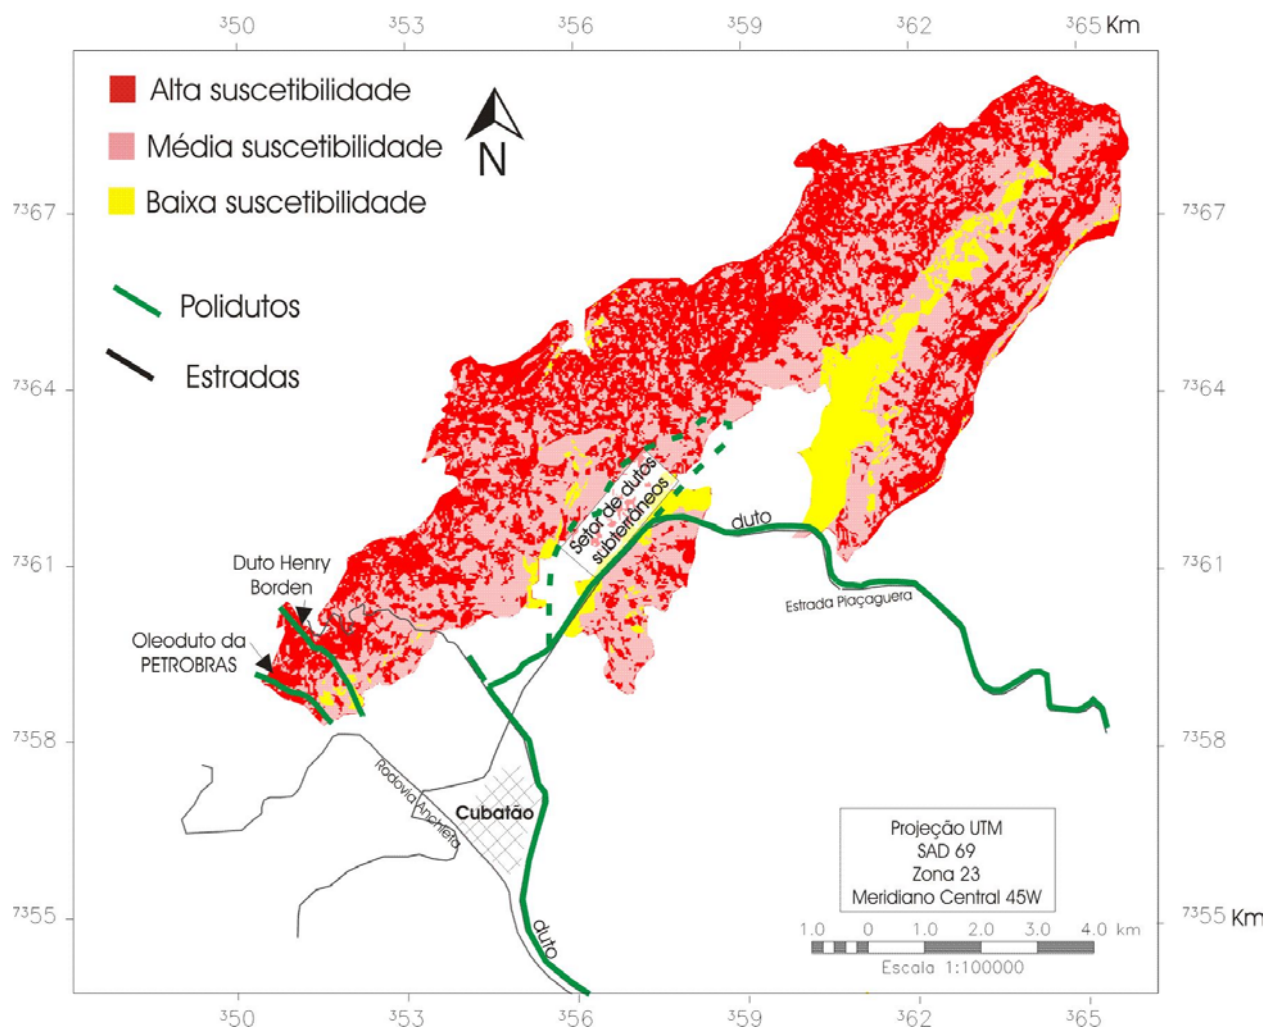 350 353 356 359 362 365 Km
Alta suscetibilidade
Média suscetibilidade
N
Baixa suscetibilidade
7367 7367
Polidutos
Estradas
7364 7364
Setor de dutos
subterrâneos
duto
7361 7361
Duto Henry
Borden
Estrada Piaçaguera
Oleoduto da
PETROBRAS
7358 7358
Rodovia Anchieta
Cubatão
Projeção UTM
SAD 69
Zona 23
Meridiano Central 45W
7355 7355 Km
duto
1.0 0 1.0 2.0 3.0 4.0 km
Escala 1:100000
350 353 356 359 362 365